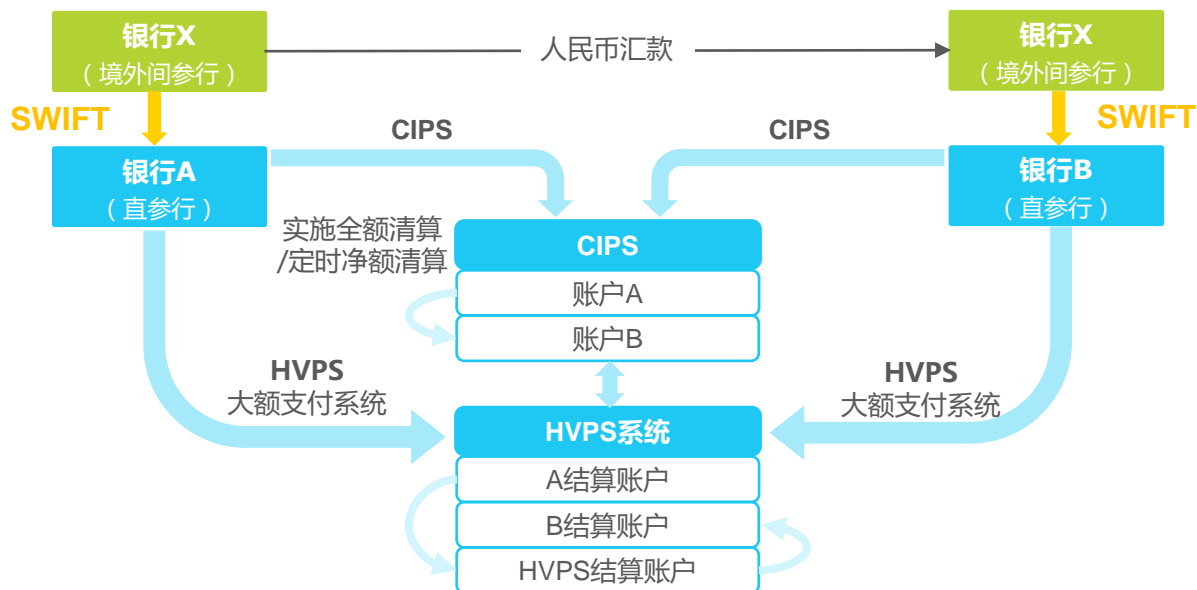 银行X
（境外间参行）
人民币汇款
银行X
（境外间参行）
SWIFT
SWIFT
CIPS
CIPS
银行A
（直参行）
银行B
（直参行）
实施全额清算
/定时净额清算
CIPS
账户A
账户B
HVPS
大额支付系统
HVPS
大额支付系统
HVPS系统
A结算账户
B结算账户
HVPS结算账户